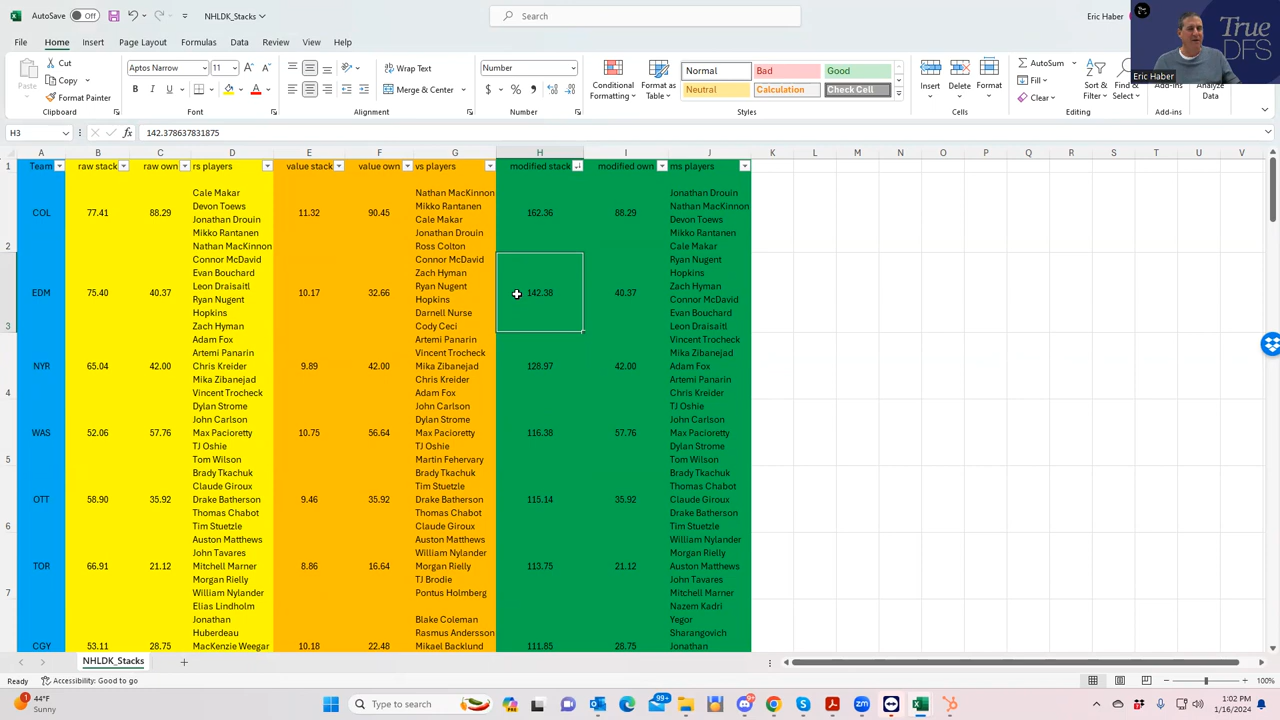 AutoSave Off NHLDK_Stacks Search Eric Haber
File Home Insert Page Layout Formulas Data Review View Help
Cut Copy Format Painter Paste Clipboard
Aptos Narrow 11 B I U Font
Wrap Text Merge & Center Alignment
Number $ % Number
Conditional Formatting Format as Table
Normal Bad Good
Neutral Calculation Check Cell
Styles
Insert Delete Format Cells
AutoSum Fill Clear Sort & Filter Find & Select Editing
Add-ins Add-ins
Analyze Data
True
DFS
Eric Haber
H3 fx 142.378637831875
A B C D E F G H I J K L M N O P Q R S T U V
Team raw stack raw own rs players value stack value own vs players modified stack modified own ms players
Cale Makar Nathan MacKinnon Jonathan Drouin
Devon Toews Mikko Rantanen Nathan MacKinnon
COL 77.41 88.29 Jonathan Drouin 11.32 90.45 Cale Makar 162.36 88.29 Devon Toews
Mikko Rantanen Jonathan Drouin Mikko Rantanen
2 Nathan MacKinnon Ross Colton Cale Makar
Connor McDavid Connor McDavid Ryan Nugent
Evan Bouchard Zach Hyman Hopkins
EDM 75.40 40.37 Leon Draisaitl 10.17 32.66 Ryan Nugent 142.38 40.37 Zach Hyman
Ryan Nugent Hopkins Connor McDavid
Hopkins Darnell Nurse Evan Bouchard
3 Zach Hyman Cody Ceci Leon Draisaitl
Adam Fox Artemi Panarin Vincent Trocheck
Artemi Panarin Vincent Trocheck Mika Zibanejad
NYR 65.04 42.00 Chris Kreider 9.89 42.00 Mika Zibanejad 128.97 42.00 Adam Fox
Mika Zibanejad Chris Kreider Artemi Panarin
4 Vincent Trocheck Adam Fox Chris Kreider
Dylan Strome John Carlson TJ Oshie
John Carlson Dylan Strome John Carlson
WAS 52.06 57.76 Max Pacioretty 10.75 56.64 Max Pacioretty 116.38 57.76 Max Pacioretty
TJ Oshie TJ Oshie Dylan Strome
5 Tom Wilson Martin Fehervary Tom Wilson
Brady Tkachuk Brady Tkachuk Thomas Chabot
Claude Giroux Tim Stuetzle Claude Giroux
OTT 58.90 35.92 Drake Batherson 9.46 35.92 Drake Batherson 115.14 35.92 Drake Batherson
Thomas Chabot Thomas Chabot Brady Tkachuk
6 Tim Stuetzle Claude Giroux Tim Stuetzle
Auston Matthews Auston Matthews William Nylander
John Tavares William Nylander Morgan Rielly
TOR 66.91 21.12 Mitchell Marner 8.86 16.64 Morgan Rielly 113.75 21.12 Auston Matthews
Morgan Rielly TJ Brodie John Tavares
7 William Nylander Pontus Holmberg Mitchell Marner
Elias Lindholm Nazem Kadri
Jonathan Blake Coleman Yegor
Huberdeau Rasmus Andersson Sharangovich
CGY 53.11 28.75 MacKenzie Weegar 10.18 22.48 Mikael Backlund 111.85 28.75 Jonathan
NHLDK_Stacks
Ready Accessibility: Good to go 100%
44°F
Sunny
Type here to search
99+
1:02 PM
1/16/2024